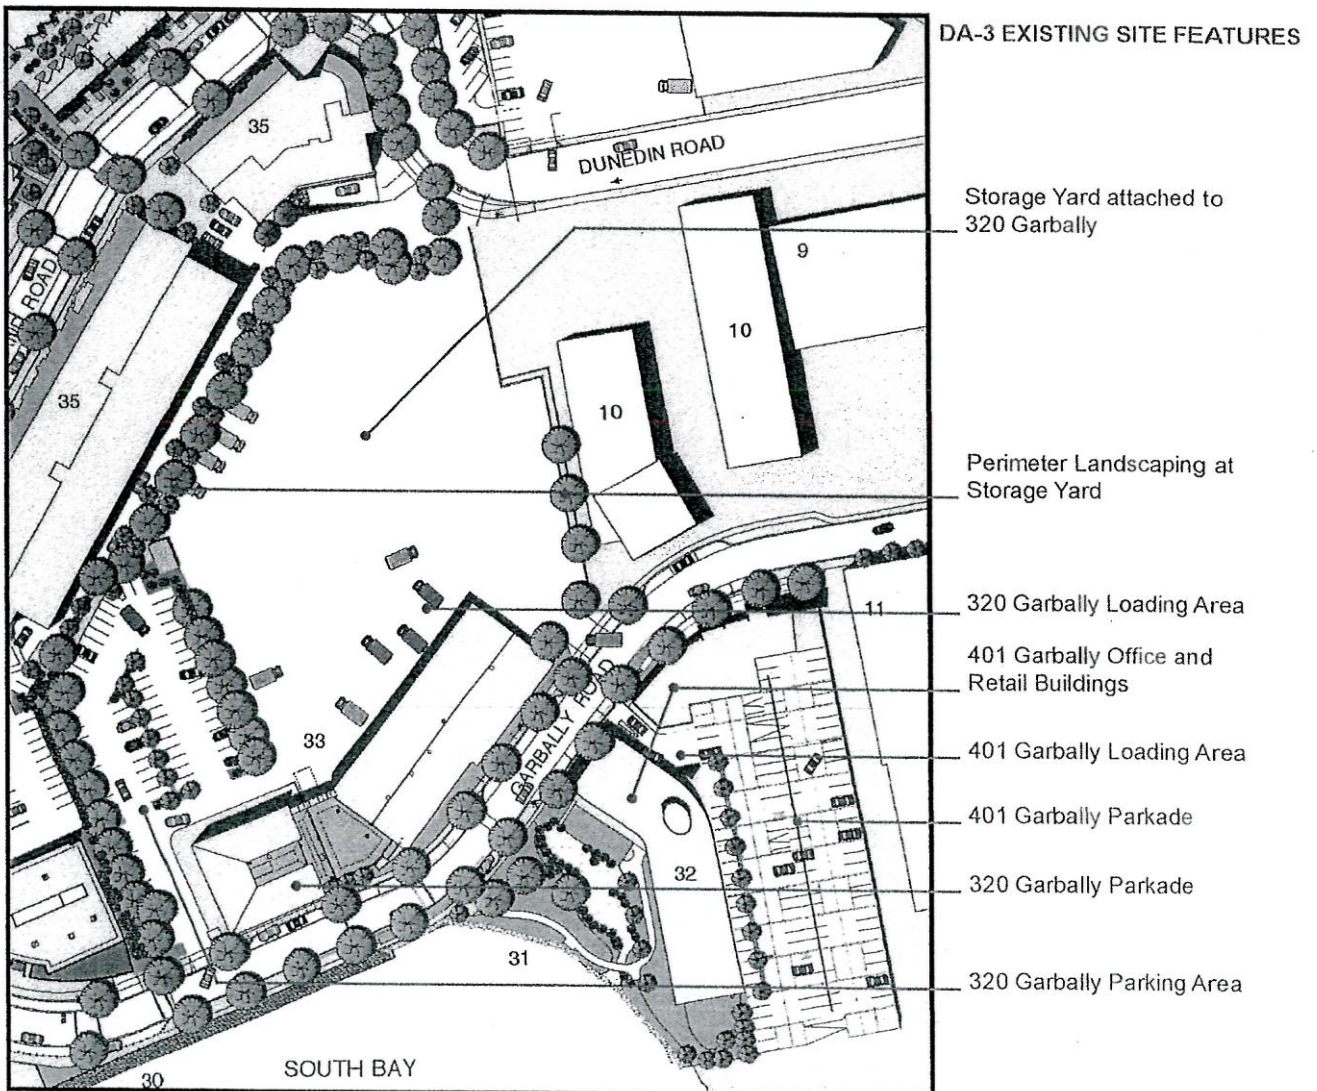 DA-3 EXISTING SITE FEATURES
35
DUNEDIN ROAD
Storage Yard attached to
320 Garbally
9
ROAD
10
35
10
Perimeter Landscaping at
Storage Yard
320 Garbally Loading Area
11
401 Garbally Office and
Retail Buildings
GARBALLY ROAD
33
401 Garbally Loading Area
401 Garbally Parkade
32
320 Garbally Parkade
31
320 Garbally Parking Area
SOUTH BAY
30